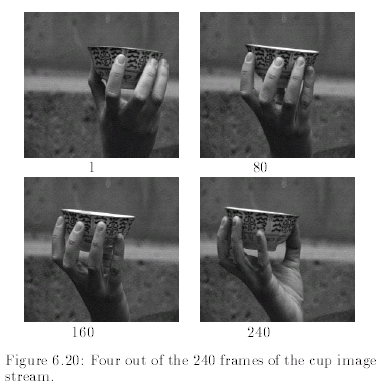 1
80
160
240
Figure 6.20: Four out of the 240 frames of the cup image
stream.